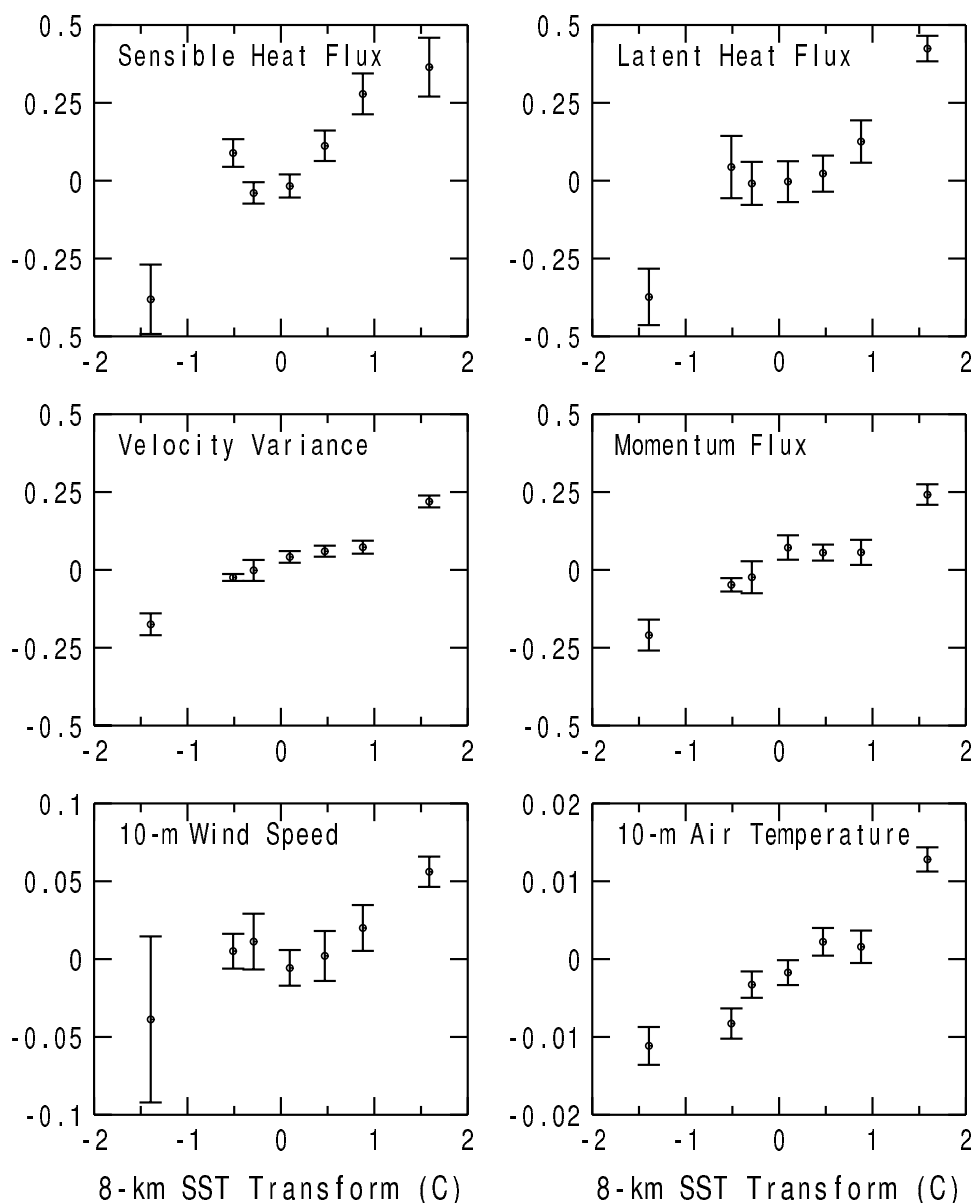 0.5
Sensible Heat Flux
0.25
0
-0.25
-0.5
-2 -1 0 1 2
0.5
Latent Heat Flux
0.25
0
-0.25
-0.5
-2 -1 0 1 2
0.5
Velocity Variance
0.25
0
-0.25
-0.5
-2 -1 0 1 2
0.5
Momentum Flux
0.25
0
-0.25
-0.5
-2 -1 0 1 2
0.1
10-m Wind Speed
0.05
0
-0.05
-0.1
-2 -1 0 1 2
8-km SST Transform (C)
0.02
10-m Air Temperature
0.01
0
-0.01
-0.02
-2 -1 0 1 2
8-km SST Transform (C)